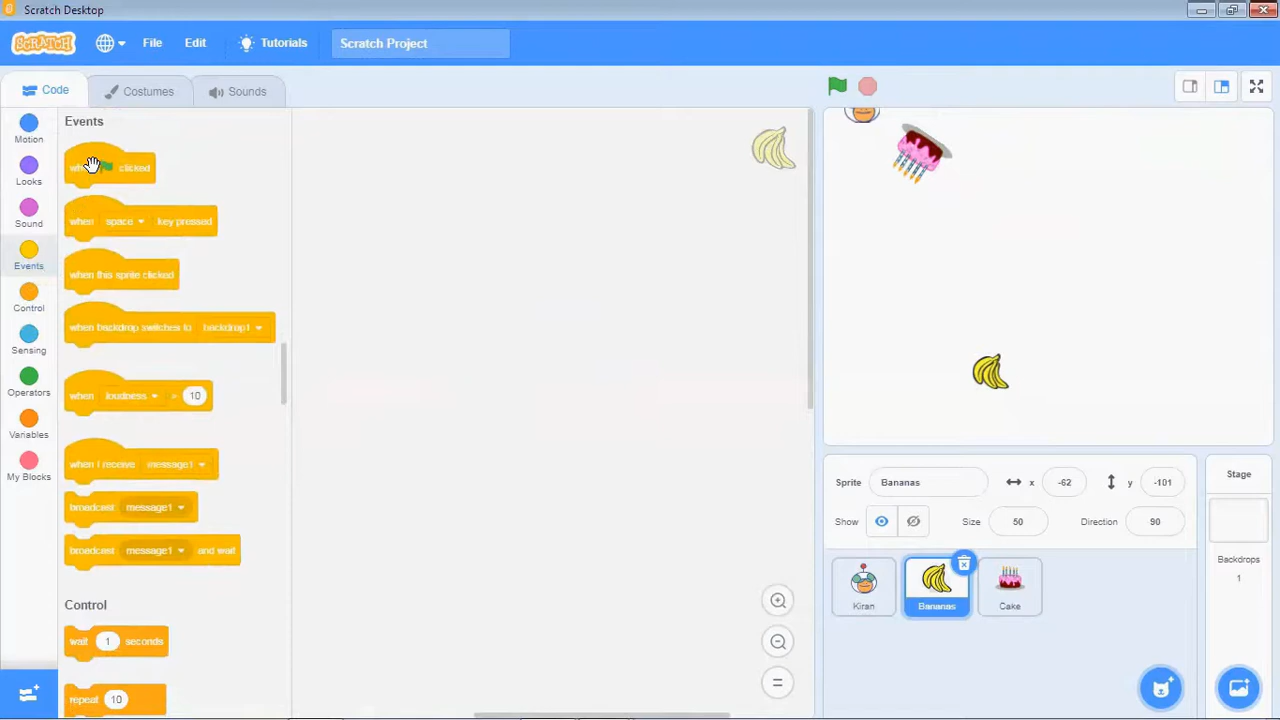 Scratch Desktop
SCRATCH File Edit Tutorials Scratch Project
Code Costumes Sounds
Motion
Looks
Sound
Events
Control
Sensing
Operators
Variables
My Blocks
Events
when clicked
when space key pressed
when this sprite clicked
when backdrop switches to backdrop1
when loudness > 10
when I receive message1
broadcast message1
broadcast message1 and wait
Control
wait 1 seconds
repeat 10
Sprite Bananas x -62 y -101
Show Size 50 Direction 90
Kiran
Bananas
Cake
Stage
Backdrops
1